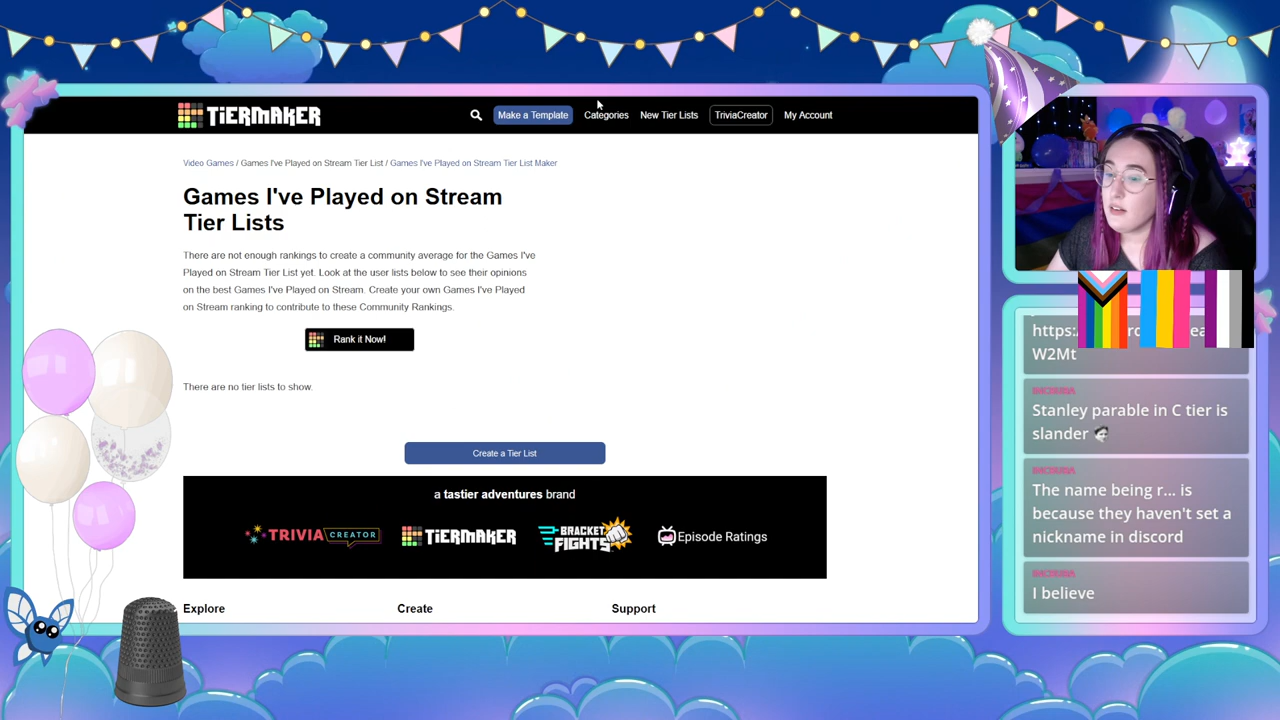 TiERMAKER
Make a Template
Categories
New Tier Lists
TriviaCreator
My Account
Video Games / Games I've Played on Stream Tier List / Games I've Played on Stream Tier List Maker
Games I've Played on Stream
Tier Lists
There are not enough rankings to create a community average for the Games I've
Played on Stream Tier List yet. Look at the user lists below to see their opinions
on the best Games I've Played on Stream. Create your own Games I've Played
on Stream ranking to contribute to these Community Rankings.
Rank it Now!
There are no tier lists to show.
Create a Tier List
a tastier adventures brand
TRIVIA CREATOR
TiERMAKER
BRACKET
FIGHTS
Episode Ratings
Explore
Create
Support
W2Mt
Stanley parable in C tier is
slander
The name being r... is
because they haven't set a
nickname in discord
I believe